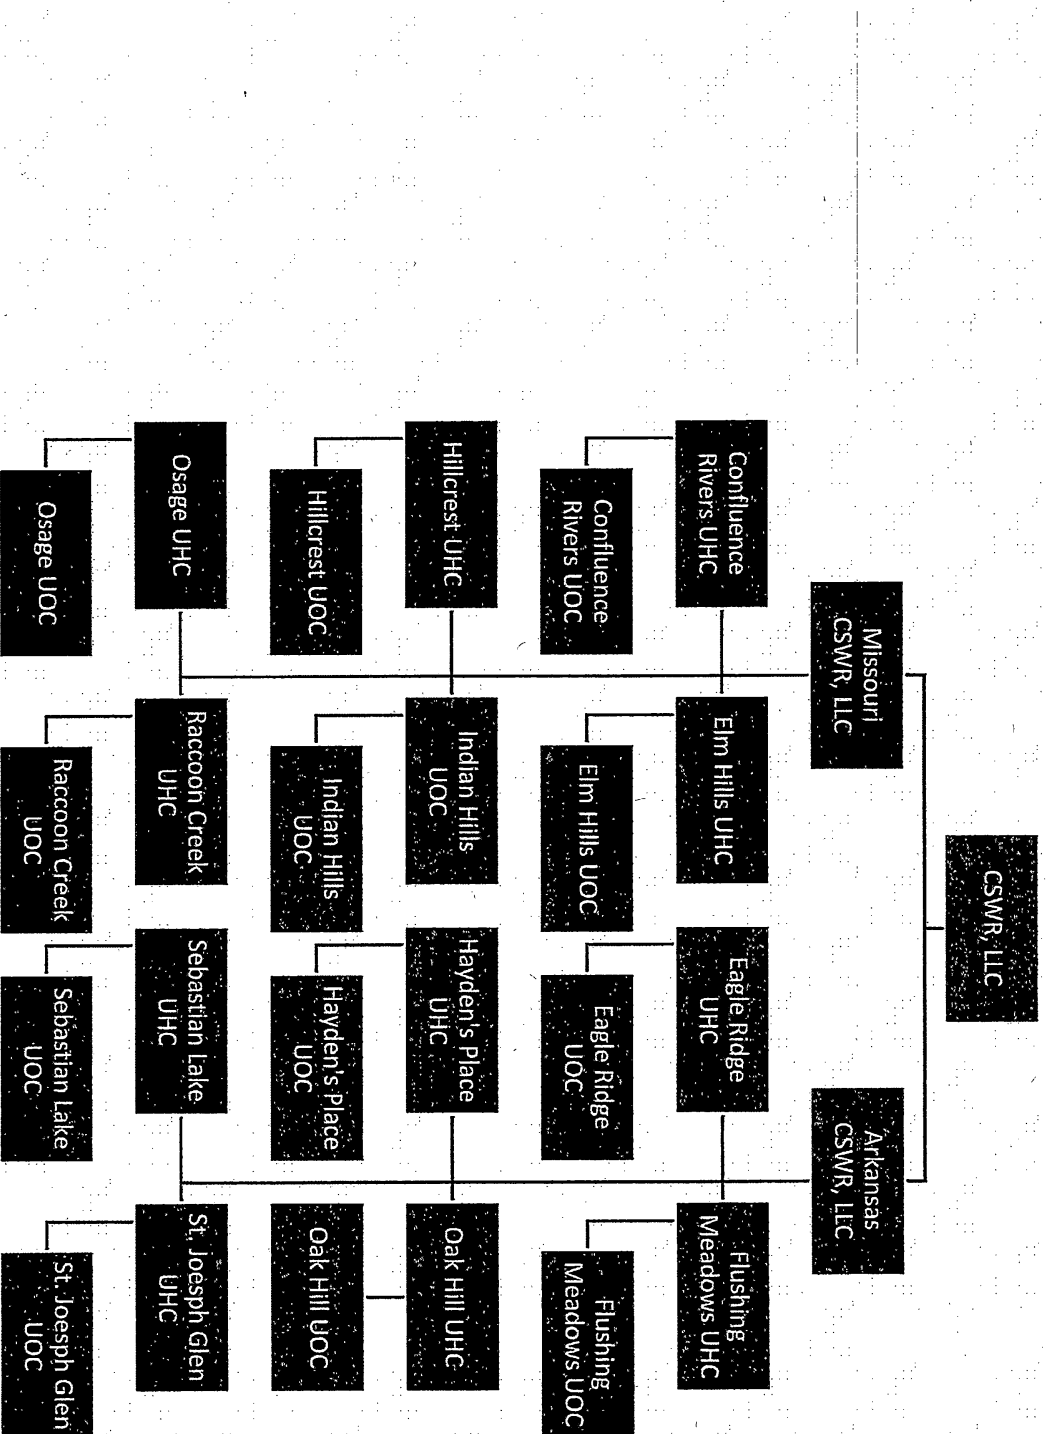 CSWR, LLC
Missouri
CSWR, LLC
Arkansas
CSWR, LLC
Confluence
Rivers UHC
Elm Hills UHC
Eagle Ridge
UHC
Flushing
Meadows UHC
Confluence
Rivers UOC
Elm Hills UOC
Eagle Ridge
UOC
Flushing
Meadows UOC
Hillcrest UHC
Indian Hills
UOC
Hayden's Place
UHC
Oak Hill UHC
Hillcrest UOC
Indian Hills
UOC
Hayden's Place
UOC
Oak Hill UOC
Osage UHC
Raccoon Creek
UHC
Sebastian Lake
UHC
St. Joesph Glen
UHC
Osage UOC
Raccoon Creek
UOC
Sebastian Lake
UOC
St. Joesph Glen
UOC